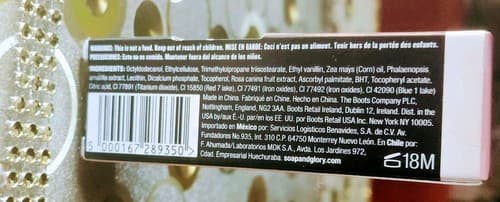 WARNINGS: This is not a food. Keep out of reach of children. MISE EN GARDE: Ceci n'est pas un aliment. Tenir hors de la portée des enfants.
PRECAUCIONES: Esto no es comida. Mantener fuera del alcance de los niños.
INGREDIENTS: Octyldodecanol, Ethylcellulose, Trimethylolpropane triisostearate, Ethyl vanillin, Zea mays (Corn) oil, Phalaenopsis
amabilis extract, Lecithin, Dicalcium phosphate, Tocopherol, Rosa canina fruit extract, Ascorbyl palmitate, BHT, Tocopheryl acetate,
Citric acid, CI 77891 (Titanium dioxide), CI 15850 (Red 7 lake), CI 77491 (Iron oxides), CI 77492 (Iron oxides), CI 42090 (Blue 1 lake)
Made in China. Fabriqué en Chine. Hecho en China. The Boots Company PLC,
Nottingham, England, NG2 3AA. Boots Retail Ireland, Dublin 12, Ireland. Dist. in the
USA by/aux É.-U. par/en los EE. UU. por Boots Retail USA Inc. New York NY 10005.
Importado en México por: Servicios Logisticos Benavides, S.A. de C.V. Av.
Fundadores No.935, Int. 310 C.P. 64750 Monterrey Nuevo León. En Chile por:
F. Ahumada/Laboratorios MDK S.A., Avda. Los Jardines 972,
Cdad. Empresarial Huechuraba. soapandglory.com
5 000167 289350 >
18M